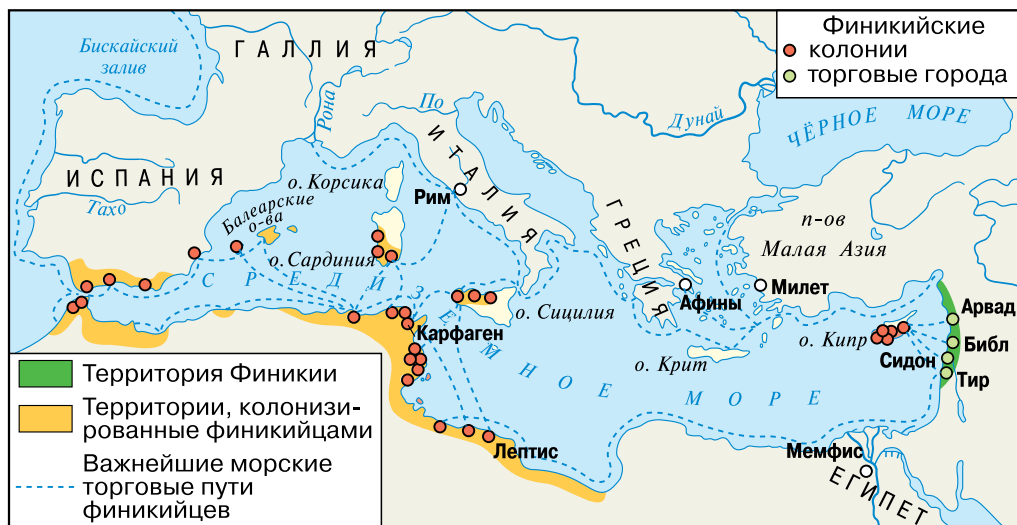 Финикийские
колонии
торговые города
Бискайский
залив
ГАЛЛИЯ
Рона
По
Дунай
ЧЁРНОЕ МОРЕ
ИТАЛИЯ
ИСПАНИЯ
Тахо
о. Корсика
Рим
Балеарские
о-ва
ГРЕЦИЯ
п-ов
Малая Азия
о. Сардиния
СРЕДИЗЕМНОЕ МОРЕ
Афины
Милет
о. Сицилия
Карфаген
Арвад
о. Кипр
Библ
о. Крит
Сидон
Тир
Лептис
Мемфис
ЕГИПЕТ
Территория Финикии
Территории, колонизи-
рованные финикийцами
Важнейшие морские
торговые пути
финикийцев